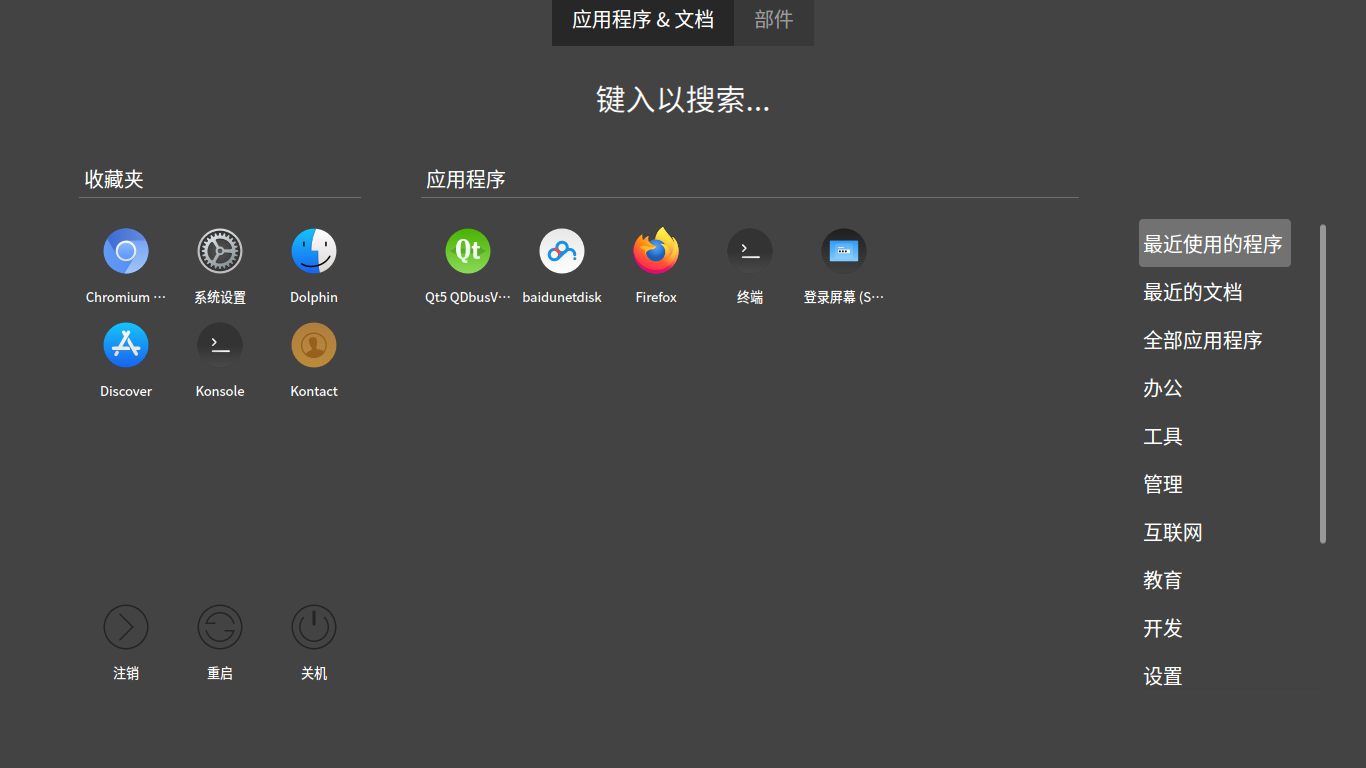 应用程序 & 文档
部件
键入以搜索...
收藏夹
应用程序
Chromium ⋯
系统设置
Dolphin
Qt
Qt5 QDbusV⋯
baidunetdisk
Firefox
终端
登录屏幕 (S⋯
Discover
Konsole
Kontact
注销
重启
关机
最近使用的程序
最近的文档
全部应用程序
办公
工具
管理
互联网
教育
开发
设置